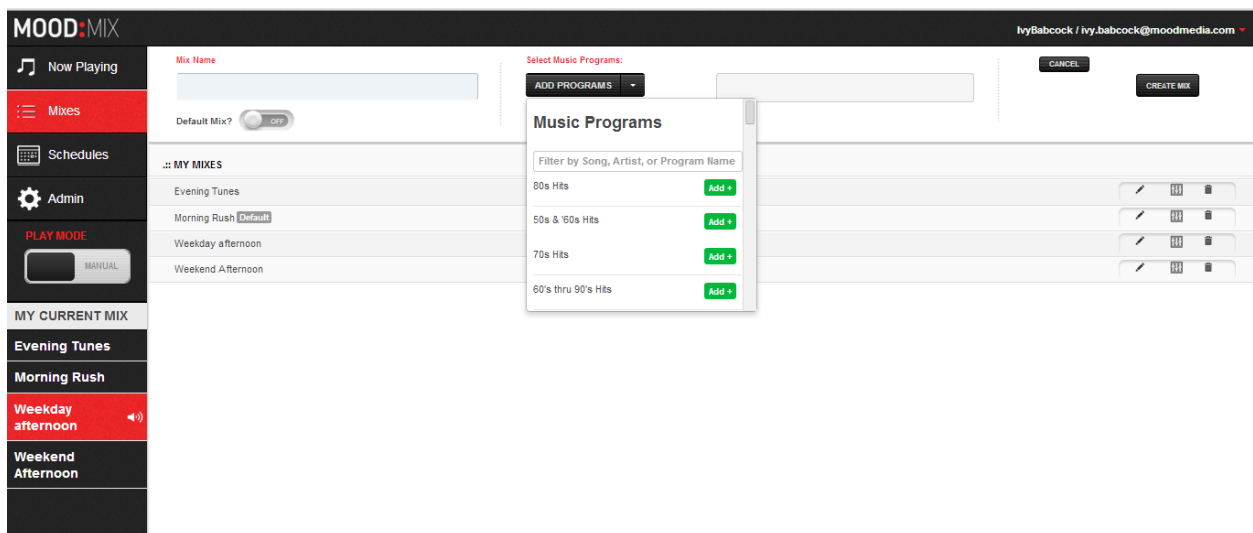 MOOD:MIX
IvyBabcock / ivy.babcock@moodmedia.com
Now Playing
Mixes
Schedules
Admin
PLAY MODE
MANUAL
MY CURRENT MIX
Evening Tunes
Morning Rush
Weekday
afternoon
Weekend
Afternoon
Mix Name
Default Mix? OFF
Select Music Programs:
ADD PROGRAMS
CANCEL
CREATE MIX
Music Programs
Filter by Song, Artist, or Program Name
80s Hits Add +
50s & '60s Hits Add +
70s Hits Add +
60's thru 90's Hits Add +
.:: MY MIXES
Evening Tunes
Morning Rush Default
Weekday afternoon
Weekend Afternoon